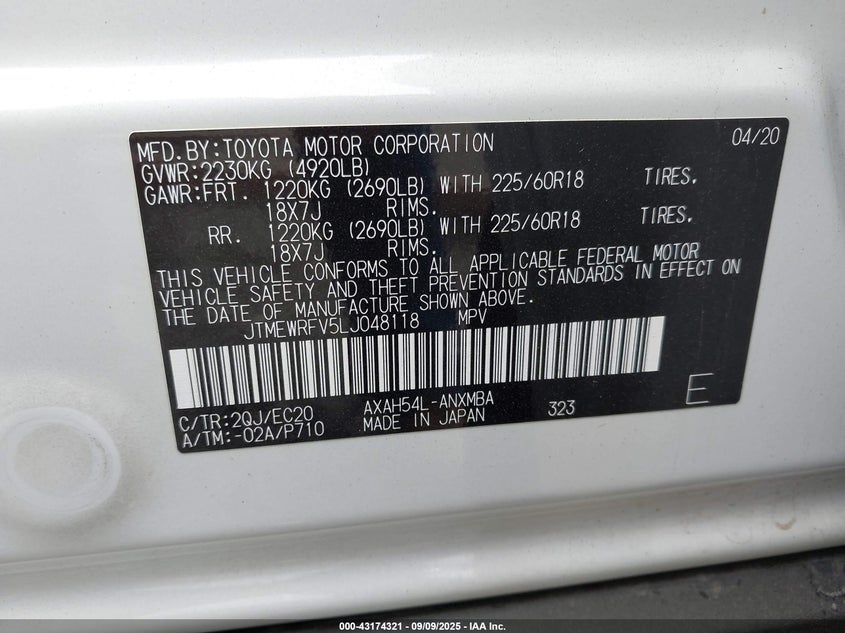 MFD.BY:TOYOTA MOTOR CORPORATION 04/20
GVWR:2230KG (4920LB)
GAWR:FRT. 1220KG (2690LB) WITH 225/60R18 TIRES.
18X7J RIMS.
RR. 1220KG (2690LB) WITH 225/60R18 TIRES.
18X7J RIMS.
THIS VEHICLE CONFORMS TO ALL APPLICABLE FEDERAL MOTOR
VEHICLE SAFETY AND THEFT PREVENTION STANDARDS IN EFFECT ON
THE DATE OF MANUFACTURE SHOWN ABOVE.
JTMEWRFV5LJ048118 MPV
C/TR:2QJ/EC20 AXAH54L-ANXMBA 323 E
A/TM:-02A/P710 MADE IN JAPAN
000-43174321 - 09/09/2025 - IAA Inc.